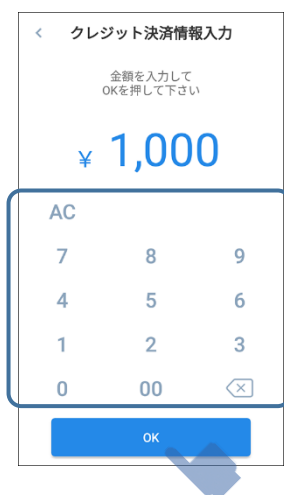 クレジット決済情報入力
金額を入力して
OKを押して下さい
¥ 1,000
AC
7 8 9
4 5 6
1 2 3
0 00
OK